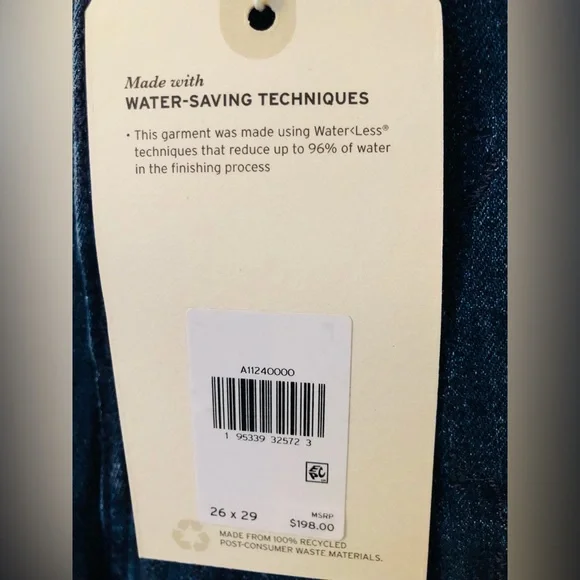 Made with
WATER-SAVING TECHNIQUES
• This garment was made using Water<Less®
techniques that reduce up to 96% of water
in the finishing process
A11240000
1 95339 32572 3
26 x 29
MSRP
$198.00
MADE FROM 100% RECYCLED
POST-CONSUMER WASTE MATERIALS.